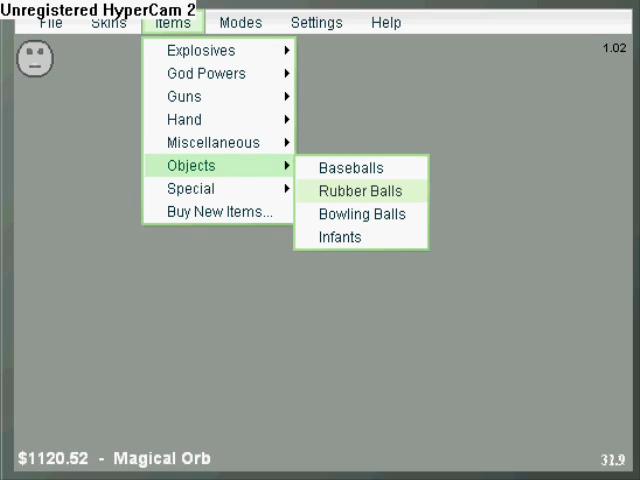 Unregistered HyperCam 2
File Skins Items Modes Settings Help
1.02
Explosives
God Powers
Guns
Hand
Miscellaneous
Objects
Special
Buy New Items...
Baseballs
Rubber Balls
Bowling Balls
Infants
$1120.52 - Magical Orb
31.9